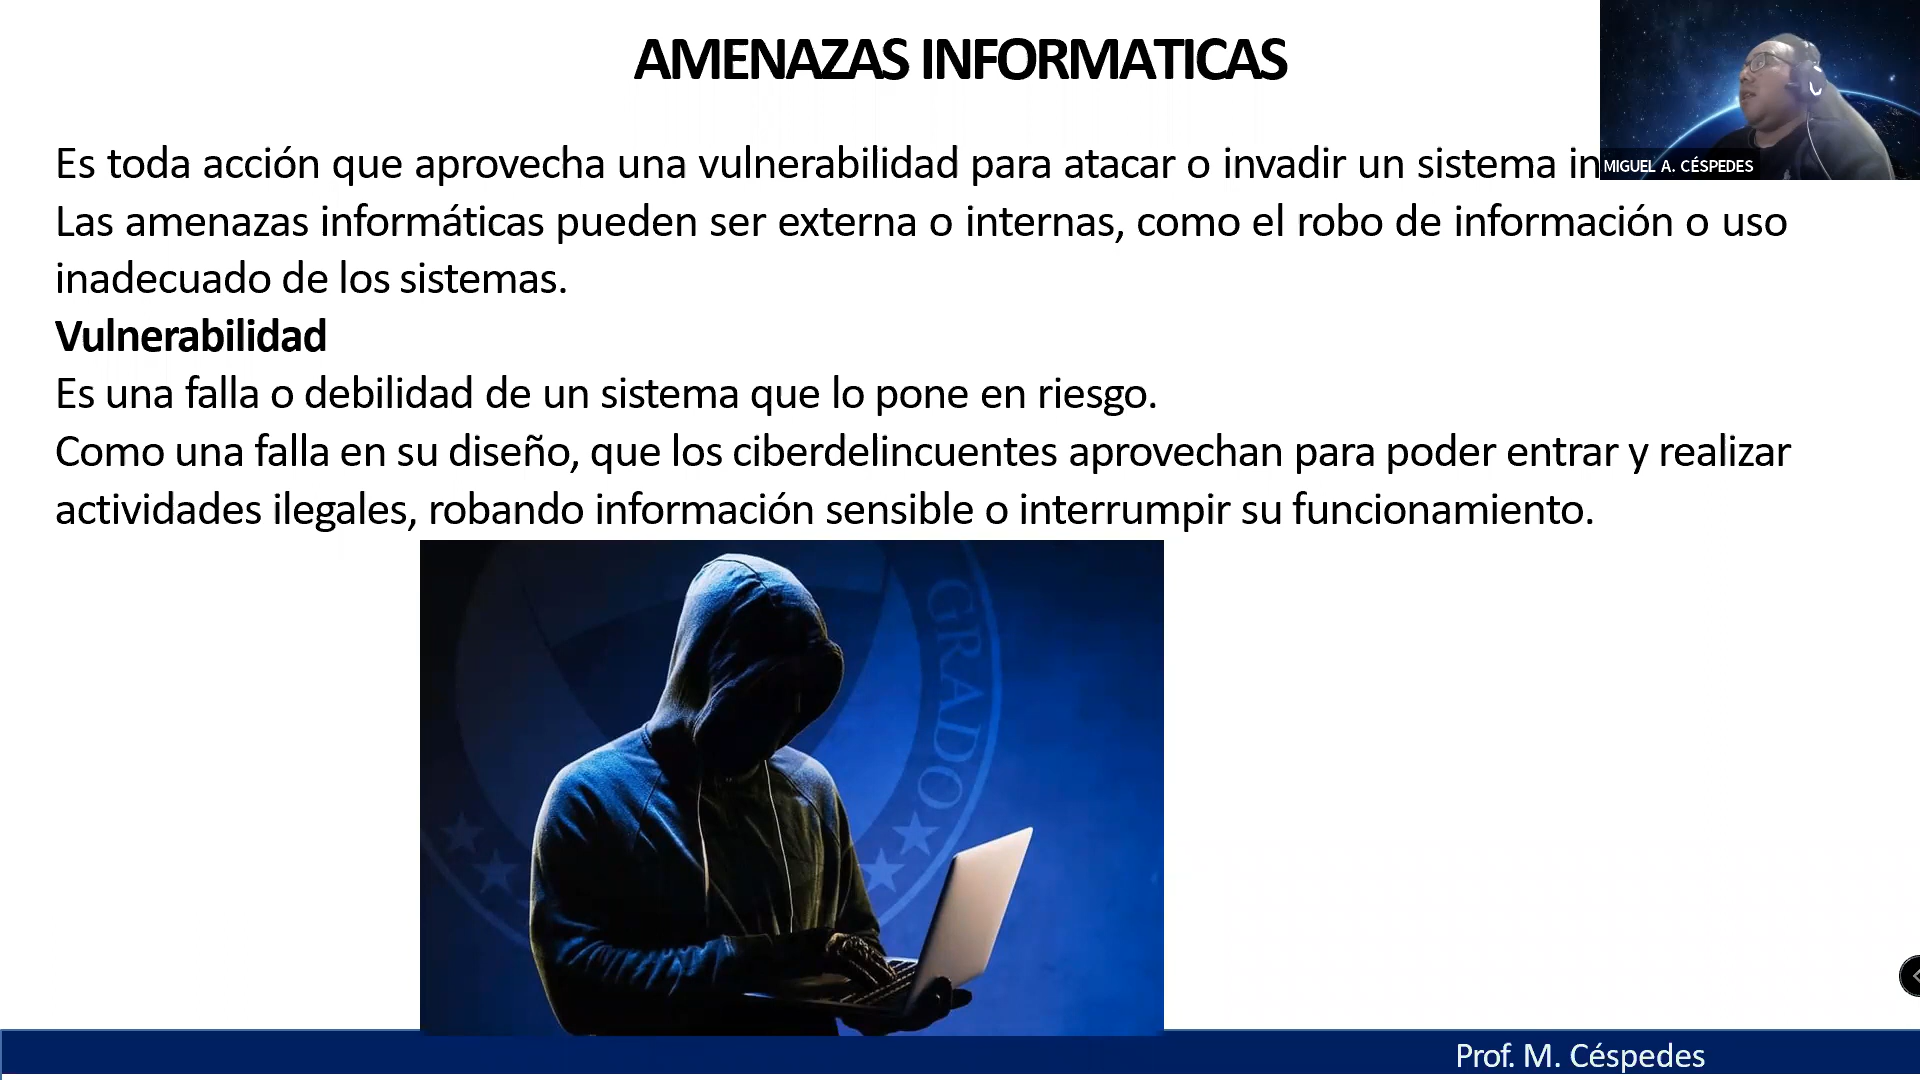 AMENAZAS INFORMATICAS
Es toda acción que aprovecha una vulnerabilidad para atacar o invadir un sistema in
MIGUEL A. CÉSPEDES
Las amenazas informáticas pueden ser externa o internas, como el robo de información o uso
inadecuado de los sistemas.
Vulnerabilidad
Es una falla o debilidad de un sistema que lo pone en riesgo.
Como una falla en su diseño, que los ciberdelincuentes aprovechan para poder entrar y realizar
actividades ilegales, robando información sensible o interrumpir su funcionamiento.
GRADO
Prof. M. Céspedes